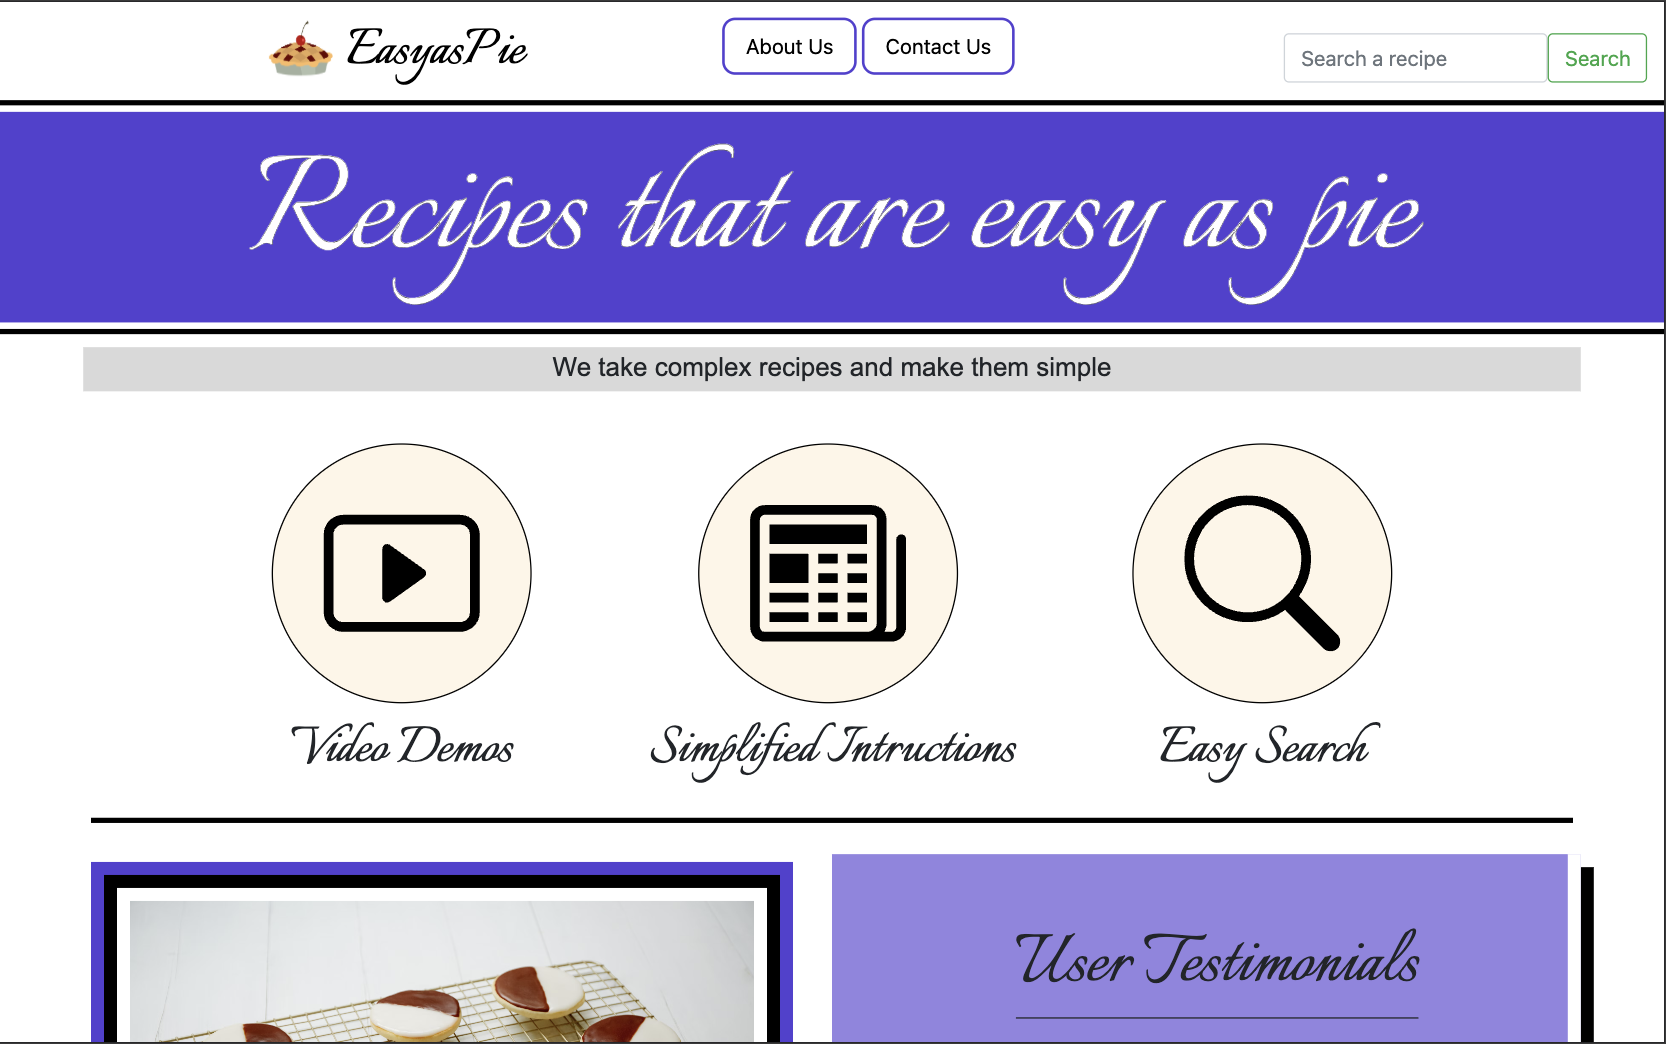 EasyasPie
About Us
Contact Us
Search a recipe
Search
Recipes that are easy as pie
We take complex recipes and make them simple
Video Demos
Simplified Intructions
Easy Search
User Testimonials